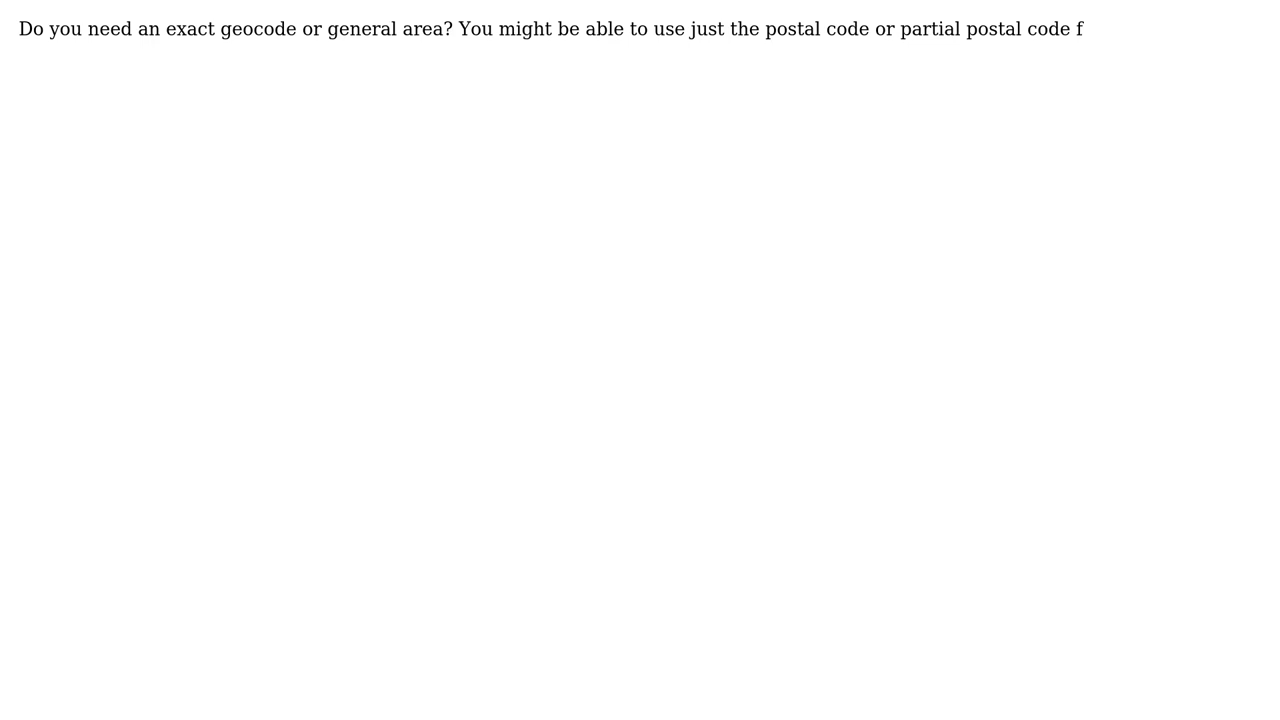 Do you need an exact geocode or general area? You might be able to use just the postal code or partial postal code f